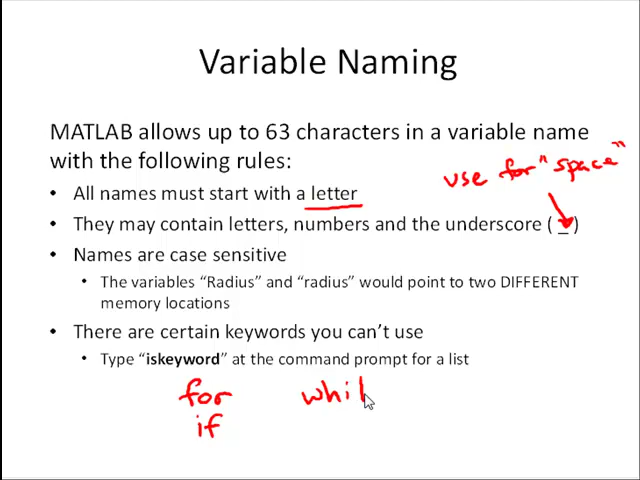 Variable Naming
MATLAB allows up to 63 characters in a variable name
with the following rules:
use for "space"
• All names must start with a letter
• They may contain letters, numbers and the underscore ( _ )
• Names are case sensitive
• The variables “Radius” and “radius” would point to two DIFFERENT
memory locations
• There are certain keywords you can’t use
• Type “iskeyword” at the command prompt for a list
for whil
if